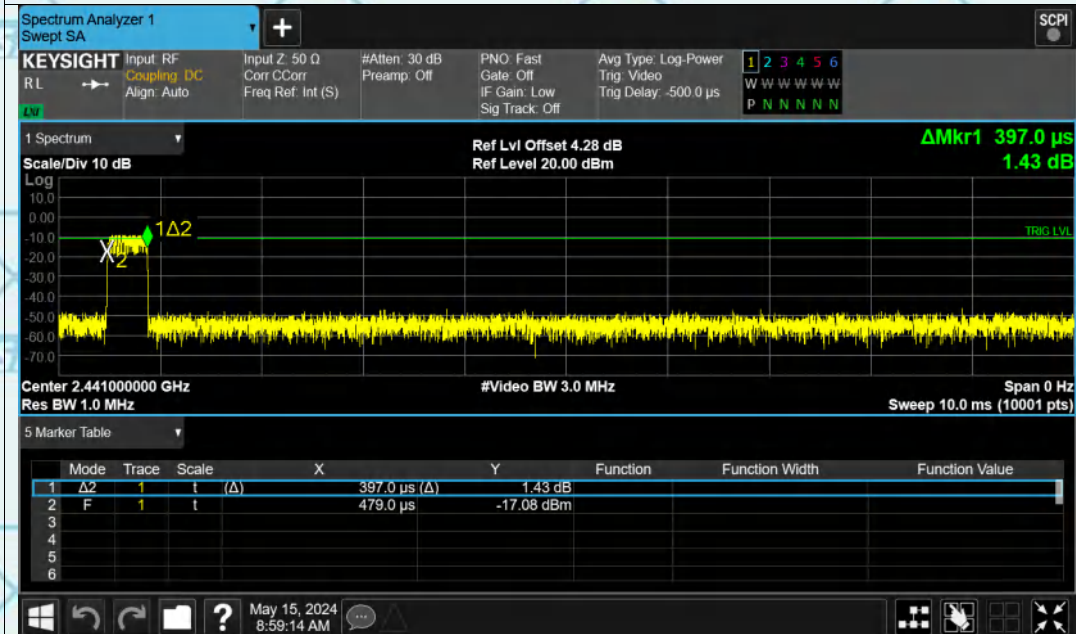 Spectrum Analyzer 1
Swept SA
+
SCPI
KEYSIGHT Input: RF Input Z: 50 Ω #Atten: 30 dB PNO: Fast Avg Type: Log-Power 1 2 3 4 5 6
RL Coupling: DC Corr CCorr Preamp: Off Gate: Off Trig: Video W W W W W W
Align: Auto Freq Ref: Int (S) IF Gain: Low Trig Delay: -500.0 µs P N N N N N
LXI Sig Track: Off
1 Spectrum
Ref Lvl Offset 4.28 dB ΔMkr1 397.0 µs
Scale/Div 10 dB Ref Level 20.00 dBm 1.43 dB
Log
10.0
0.00
1Δ2
-10.0 TRIG LVL
X2
-20.0
-30.0
-40.0
-50.0
-60.0
-70.0
Center 2.441000000 GHz #Video BW 3.0 MHz Span 0 Hz
Res BW 1.0 MHz Sweep 10.0 ms (10001 pts)
5 Marker Table
Mode Trace Scale X Y Function Function Width Function Value
1 Δ2 1 t (Δ) 397.0 µs (Δ) 1.43 dB
2 F 1 t 479.0 µs -17.08 dBm
3
4
5
6
? May 15, 2024
8:59:14 AM